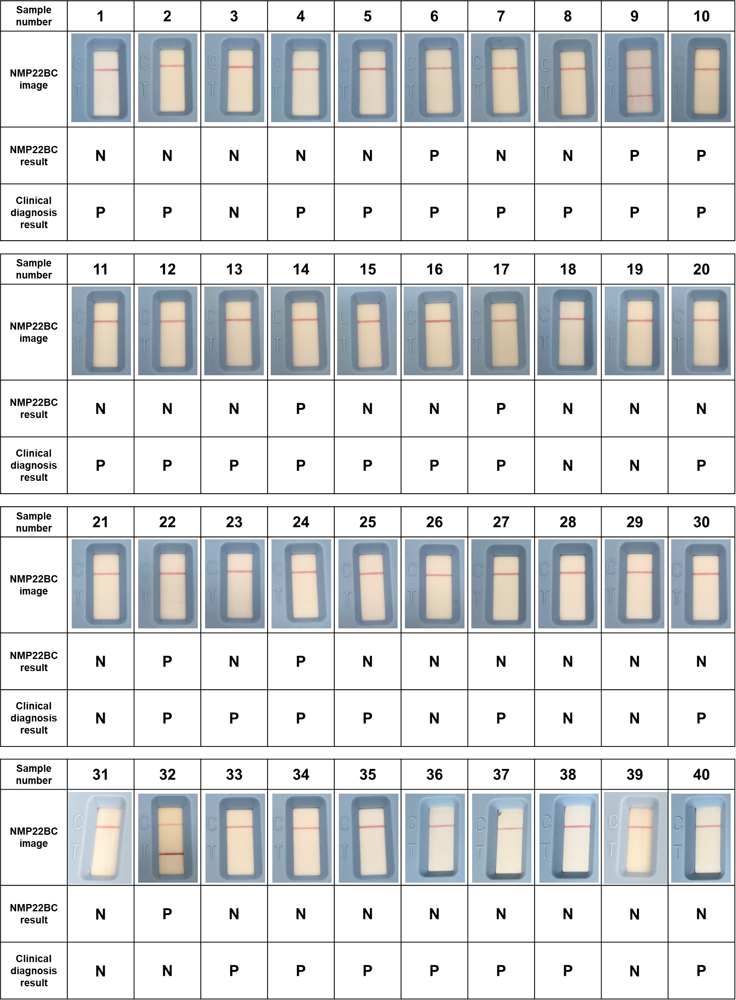 Sample
number
1 2 3 4 5 6 7 8 9 10
NMP22BC
image
C C C C C C C C C C
T T T T T T T T T T
NMP22BC
result
N N N N N P N N P P
Clinical
diagnosis
result
P P N P P P P P P P
Sample
number
11 12 13 14 15 16 17 18 19 20
NMP22BC
image
C C C C C C C C C C
T T T T T T T T T T
NMP22BC
result
N N N P N N P N N N
Clinical
diagnosis
result
P P P P P P P N N P
Sample
number
21 22 23 24 25 26 27 28 29 30
NMP22BC
image
C C C C C C C C C C
T T T T T T T T T T
NMP22BC
result
N P N P N N N N N N
Clinical
diagnosis
result
N P P P P N P N N P
Sample
number
31 32 33 34 35 36 37 38 39 40
NMP22BC
image
C C C C C C C C C C
T T T T T T T T T T
NMP22BC
result
N P N N N N N N N N
Clinical
diagnosis
result
N N P P P P P P N P